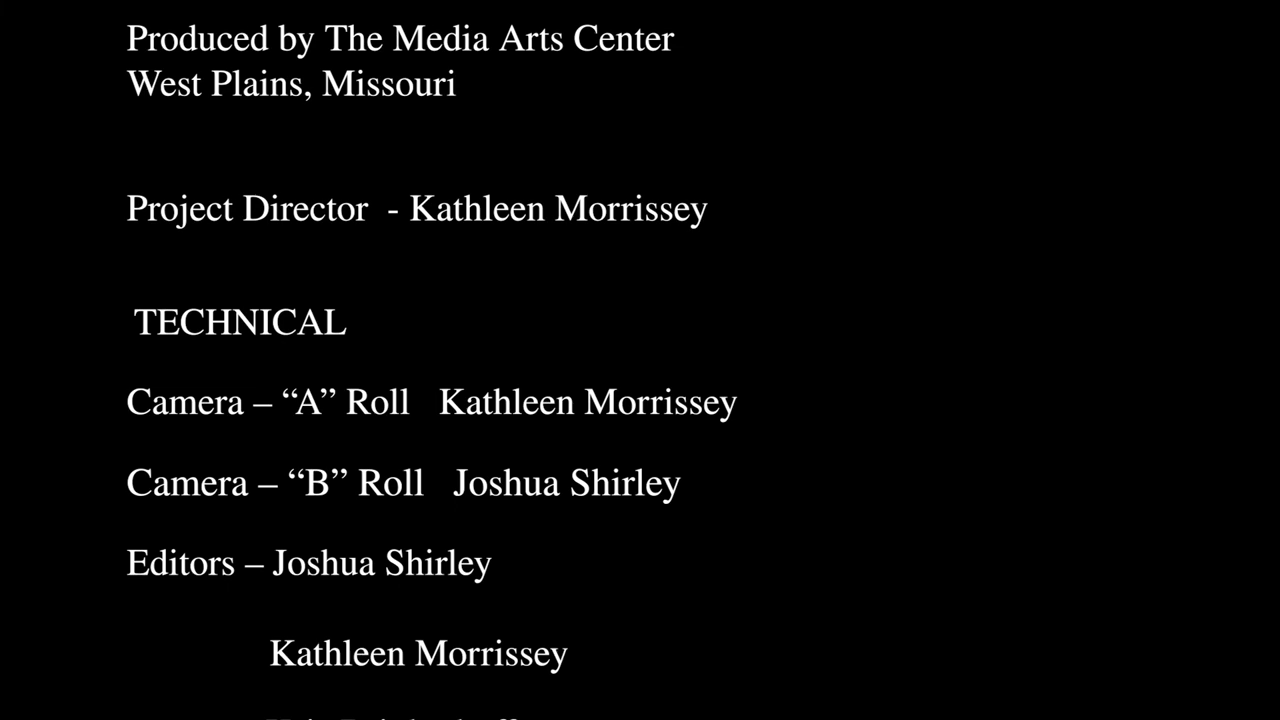 Produced by The Media Arts Center
West Plains, Missouri
Project Director - Kathleen Morrissey
TECHNICAL
Camera – “A” Roll Kathleen Morrissey
Camera – “B” Roll Joshua Shirley
Editors – Joshua Shirley
Kathleen Morrissey